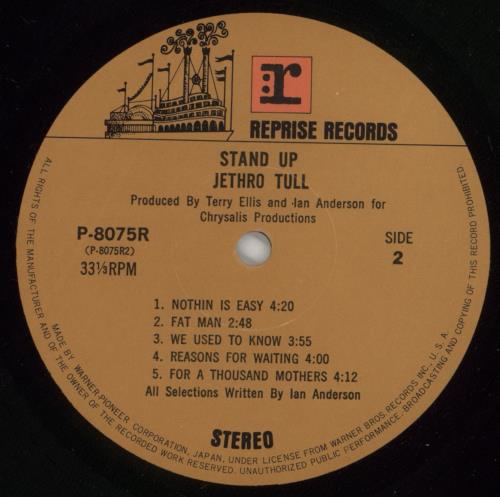 r
REPRISE RECORDS
STAND UP
JETHRO TULL
Produced By Terry Ellis and Ian Anderson for
Chrysalis Productions
P-8075R
(P-8075R2)
33⅓RPM
SIDE
2
1. NOTHIN IS EASY 4:20
2. FAT MAN 2:48
3. WE USED TO KNOW 3:55
4. REASONS FOR WAITING 4:00
5. FOR A THOUSAND MOTHERS 4:12
All Selections Written By Ian Anderson
STEREO
MADE BY WARNER-PIONEER CORPORATION, JAPAN, UNDER LICENSE FROM WARNER BROS RECORDS INC, U.S.A.
ALL RIGHTS OF THE MANUFACTURER AND OF THE OWNER OF THE RECORDED WORK RESERVED. UNAUTHORIZED PUBLIC PERFORMANCE, BROADCASTING AND COPYING OF THIS RECORD PROHIBITED.